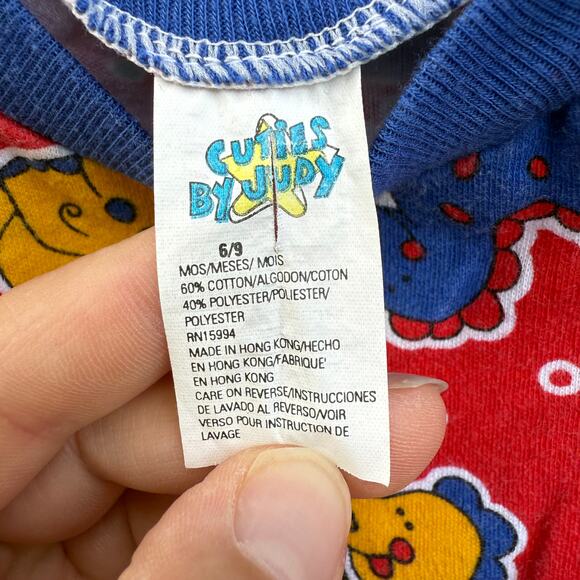 CUTIES
BY JUDY
6/9
MOS/MESES/ MOIS
60% COTTON/ALGODON/COTON
40% POLYESTER/POLIESTER/
POLYESTER
RN15994
MADE IN HONG KONG/HECHO
EN HONG KONG/FABRIQUE'
EN HONG KONG
CARE ON REVERSE/INSTRUCCIONES
DE LAVADO AL REVERSO/VOIR
VERSO POUR INSTRUCTION DE
LAVAGE